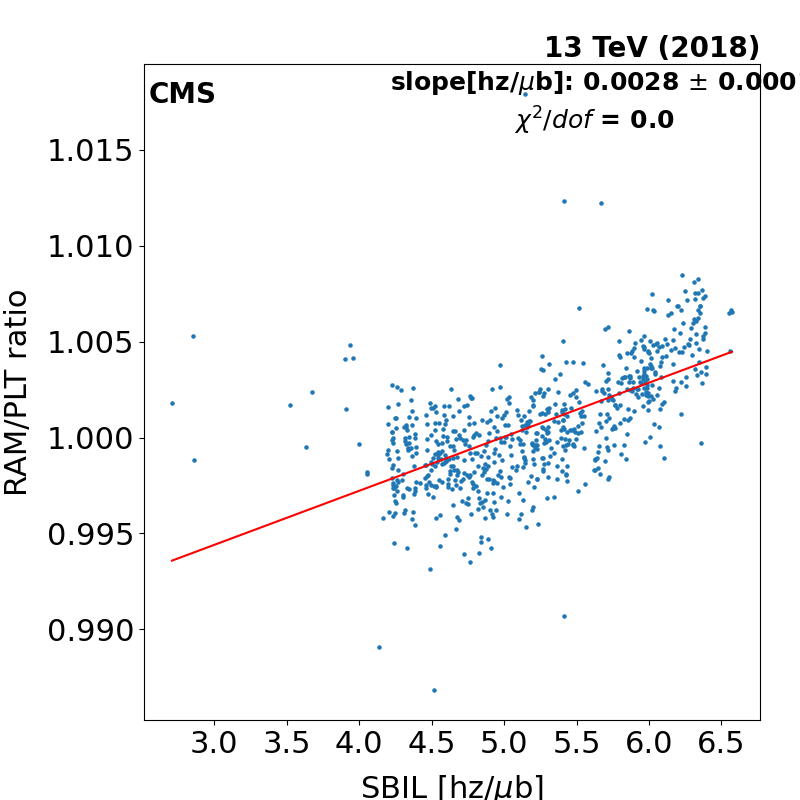 13 TeV (2018)
CMS
slope[hz/μb]: 0.0028 ± 0.000
χ²/dof = 0.0
1.015
1.010
1.005
1.000
0.995
0.990
RAM/PLT ratio
3.0 3.5 4.0 4.5 5.0 5.5 6.0 6.5
SBIL [hz/μb]